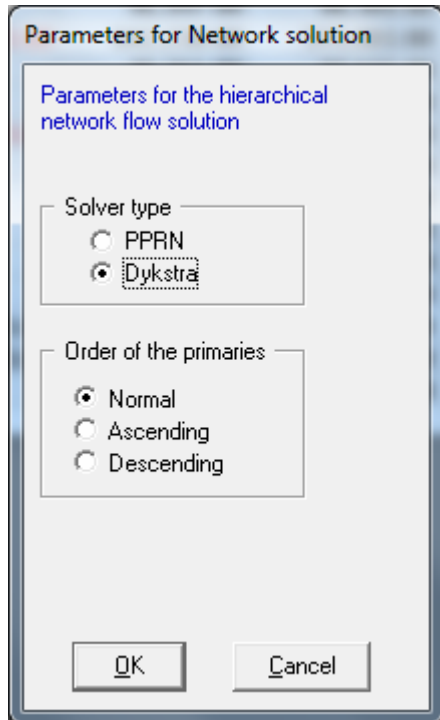 Parameters for Network solution
Parameters for the hierarchical
network flow solution
Solver type
PPRN
Dykstra
Order of the primaries
Normal
Ascending
Descending
OK
Cancel